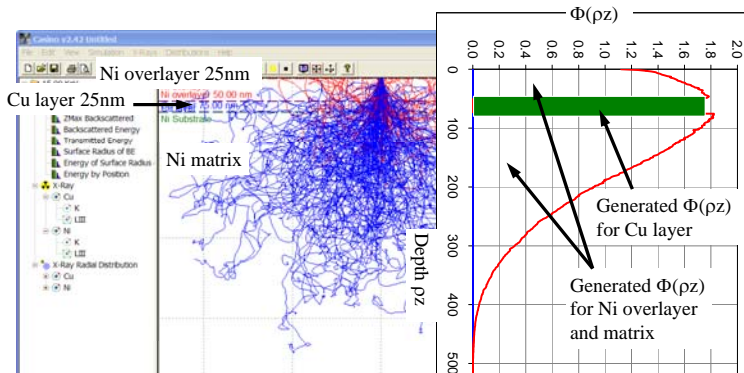 Casino v2.42 Untitled
File Edit View Simulation X-Rays Distributions Help
Ni overlayer 25nm
Cu layer 25nm
Ni overlayer 50.00 nm
75.00 nm
Ni Substrate
Ni matrix
ZMax Backscattered
Backscattered Energy
Transmitted Energy
Surface Radius of BE
Energy of Surface Radius
Energy by Position
X-Ray
Cu
K
LIII
Ni
K
LIII
X-Ray Radial Distribution
Cu
Ni
Φ(ρz)
0.0 0.2 0.4 0.6 0.8 1.0 1.2 1.4 1.6 1.8 2.0
0
100
200
300
400
500
Depth ρz
Generated Φ(ρz)
for Cu layer
Generated Φ(ρz)
for Ni overlayer
and matrix